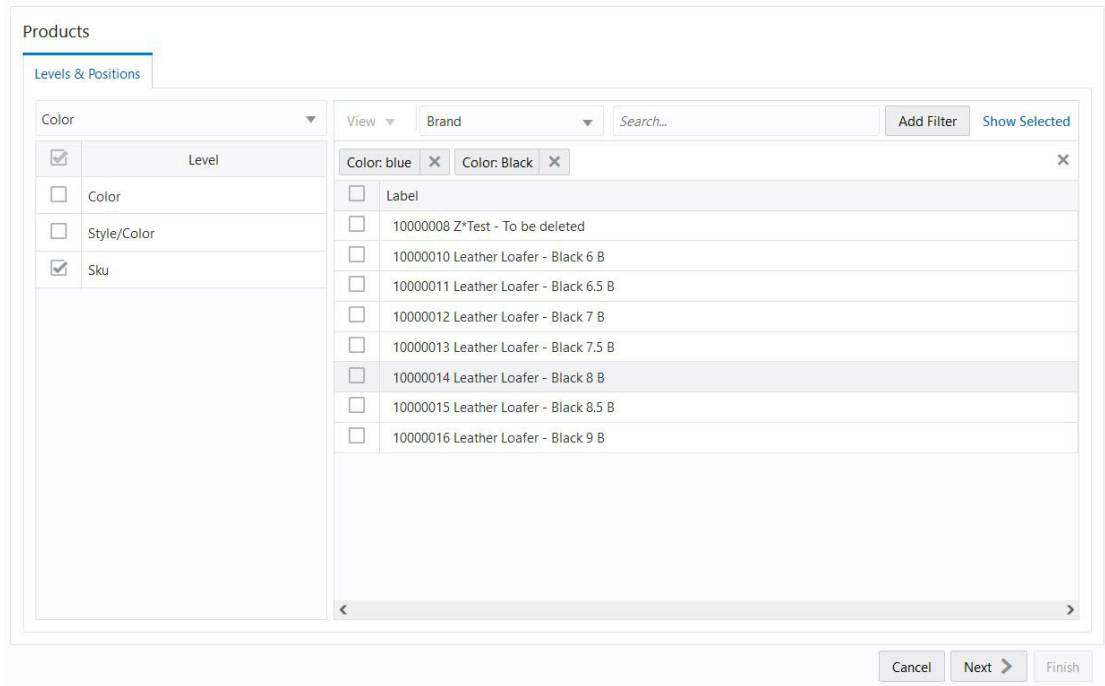 Products
Levels & Positions
Color
View Brand Search... Add Filter Show Selected
Level
Color
Style/Color
Sku
Color: blue Color: Black
Label
10000008 Z*Test - To be deleted
10000010 Leather Loafer - Black 6 B
10000011 Leather Loafer - Black 6.5 B
10000012 Leather Loafer - Black 7 B
10000013 Leather Loafer - Black 7.5 B
10000014 Leather Loafer - Black 8 B
10000015 Leather Loafer - Black 8.5 B
10000016 Leather Loafer - Black 9 B
Cancel Next Finish